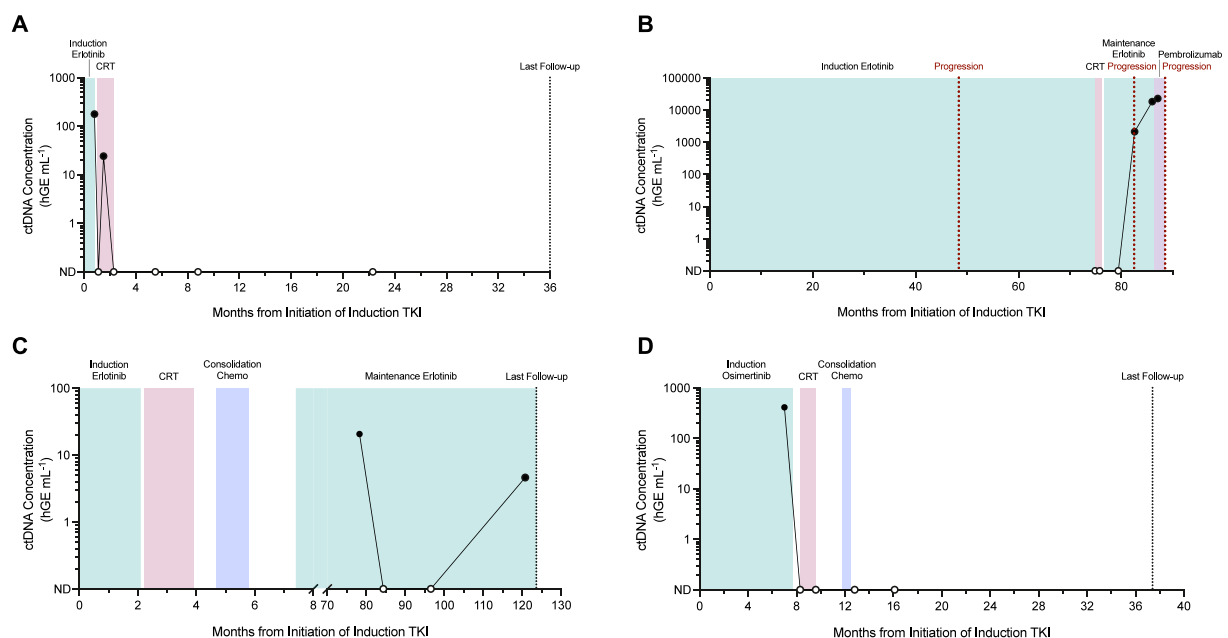 A
Induction
Erlotinib
CRT
Last Follow-up
1000
100
10
1
ND
ctDNA Concentration
(hGE mL⁻¹)
0 4 8 12 16 20 24 28 32 36
Months from Initiation of Induction TKI
B
Induction Erlotinib
Progression
CRT
Maintenance
Erlotinib
Progression
Pembrolizumab
Progression
100000
10000
1000
100
10
1
ND
ctDNA Concentration
(hGE mL⁻¹)
0 20 40 60 80
Months from Initiation of Induction TKI
C
Induction
Erlotinib
CRT
Consolidation
Chemo
Maintenance Erlotinib
Last Follow-up
100
10
1
ND
ctDNA Concentration
(hGE mL⁻¹)
0 2 4 6 8 70 80 90 100 110 120 130
Months from Initiation of Induction TKI
D
Induction
Osimertinib
CRT
Consolidation
Chemo
Last Follow-up
1000
100
10
1
ND
ctDNA Concentration
(hGE mL⁻¹)
0 4 8 12 16 20 24 28 32 36 40
Months from Initiation of Induction TKI